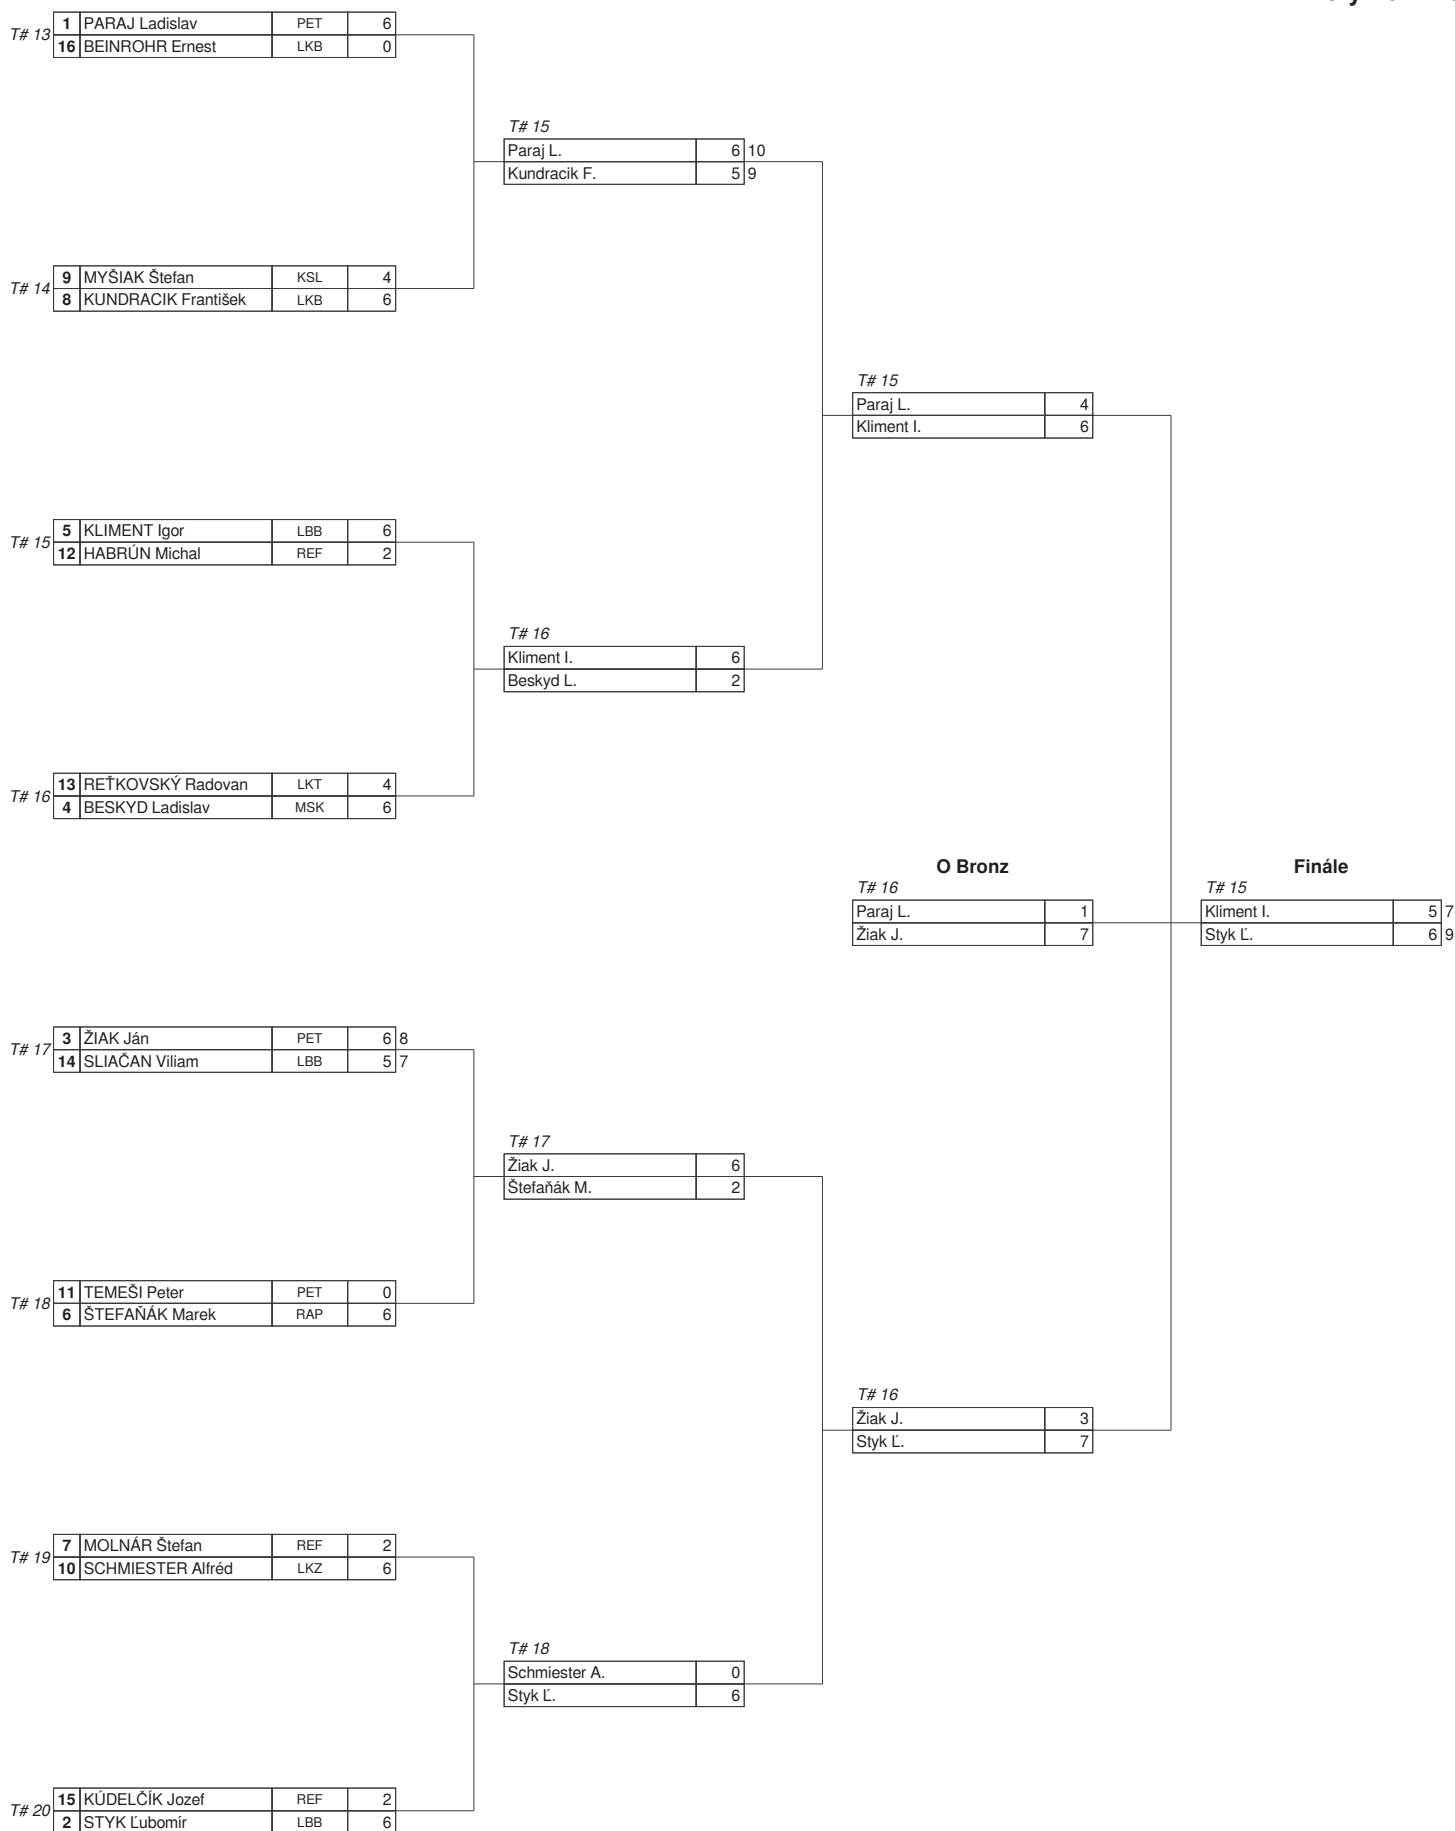 T# 13
1 PARAJ Ladislav PET 6
16 BEINROHR Ernest LKB 0
T# 15
Paraj L. 6 10
Kundracik F. 5 9
T# 14
9 MYŠIAK Štefan KSL 4
8 KUNDRACIK František LKB 6
T# 15
Paraj L. 4
Kliment I. 6
T# 15
5 KLIMENT Igor LBB 6
12 HABRÚN Michal REF 2
T# 16
Kliment I. 6
Beskyd L. 2
T# 16
13 REŤKOVSKÝ Radovan LKT 4
4 BESKYD Ladislav MSK 6
O Bronz
T# 16
Paraj L. 1
Žiak J. 7
Finále
T# 15
Kliment I. 5 7
Styk Ľ. 6 9
T# 17
3 ŽIAK Ján PET 6 8
14 SLIAČAN Viliam LBB 5 7
T# 17
Žiak J. 6
Štefaňák M. 2
T# 18
11 TEMEŠI Peter PET 0
6 ŠTEFAŇÁK Marek RAP 6
T# 16
Žiak J. 3
Styk Ľ. 7
T# 19
7 MOLNÁR Štefan REF 2
10 SCHMIESTER Alfréd LKZ 6
T# 18
Schmiester A. 0
Styk Ľ. 6
T# 20
15 KÚDELČÍK Jozef REF 2
2 STYK Ľubomír LBB 6